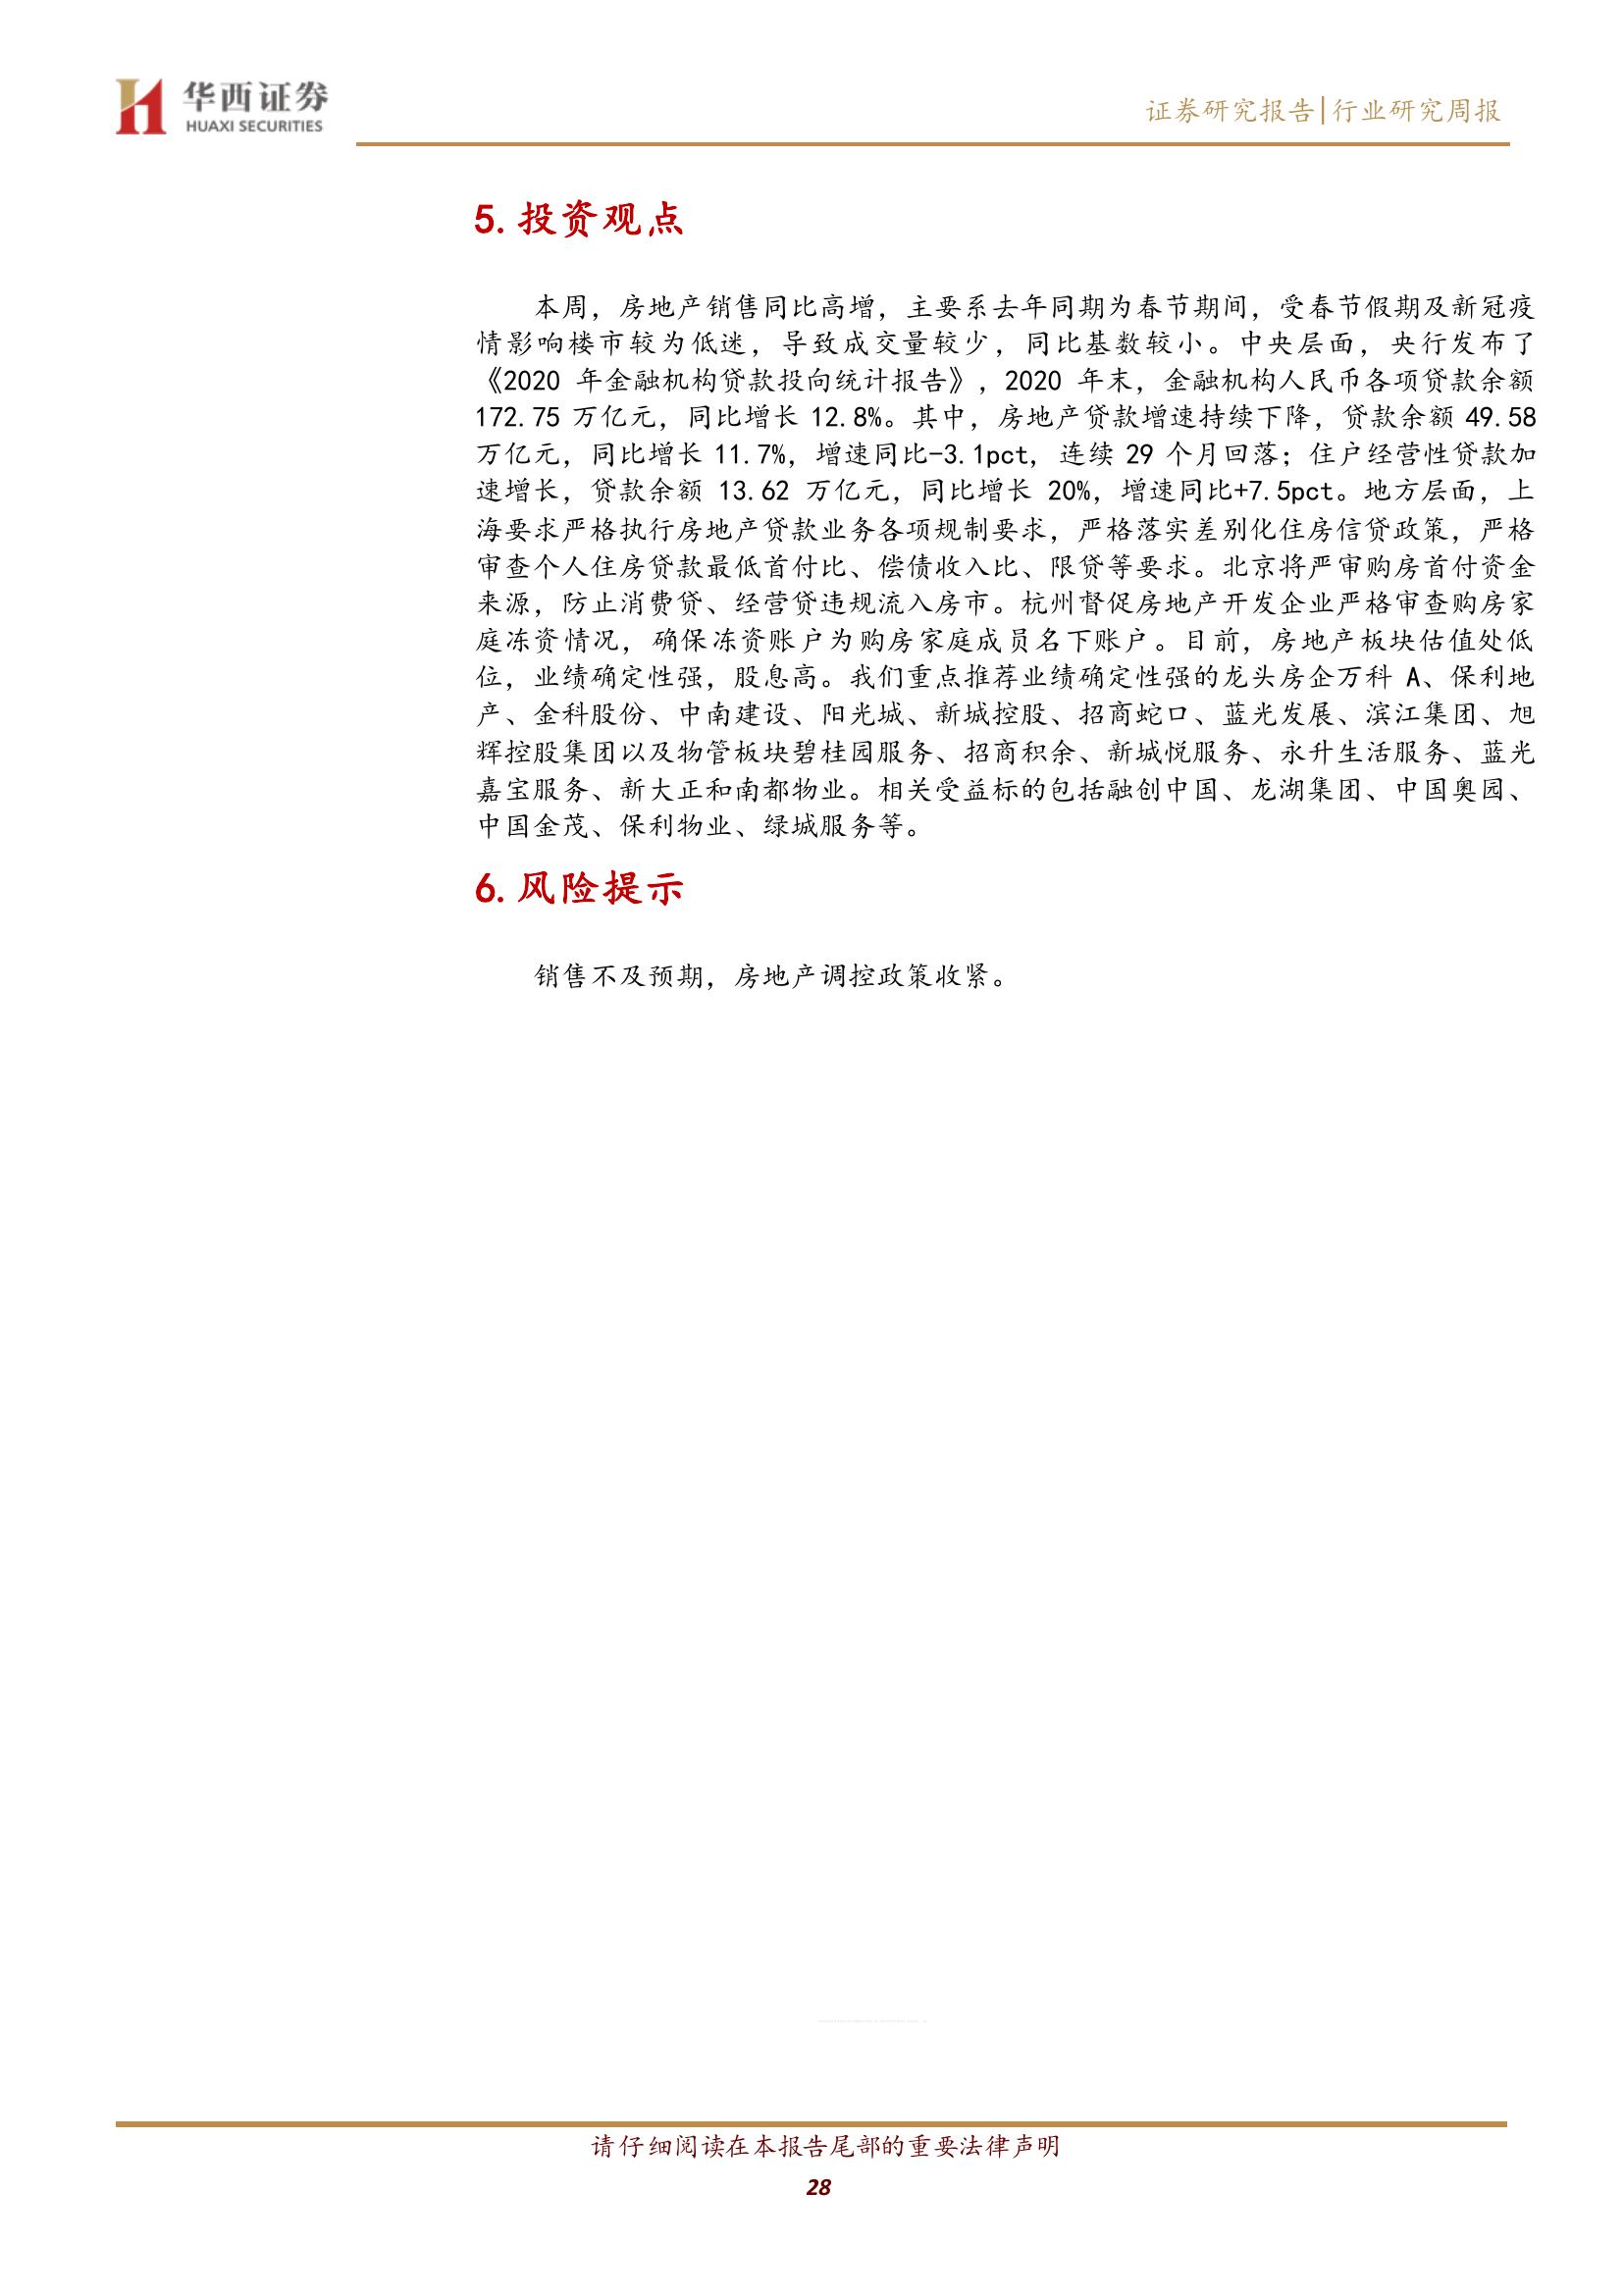 华西证券
HUAXI SECURITIES
证券研究报告|行业研究周报
5.投资观点
本周，房地产销售同比高增，主要系去年同期为春节期间，受春节假期及新冠疫
情影响楼市较为低迷，导致成交量较少，同比基数较小。中央层面，央行发布了
《2020 年金融机构贷款投向统计报告》，2020 年末，金融机构人民币各项贷款余额
172.75 万亿元，同比增长 12.8%。其中，房地产贷款增速持续下降，贷款余额 49.58
万亿元，同比增长 11.7%，增速同比-3.1pct，连续 29 个月回落；住户经营性贷款加
速增长，贷款余额 13.62 万亿元，同比增长 20%，增速同比+7.5pct。地方层面，上
海要求严格执行房地产贷款业务各项规制要求，严格落实差别化住房信贷政策，严格
审查个人住房贷款最低首付比、偿债收入比、限贷等要求。北京将严审购房首付资金
来源，防止消费贷、经营贷违规流入房市。杭州督促房地产开发企业严格审查购房家
庭冻资情况，确保冻资账户为购房家庭成员名下账户。目前，房地产板块估值处低
位，业绩确定性强，股息高。我们重点推荐业绩确定性强的龙头房企万科 A、保利地
产、金科股份、中南建设、阳光城、新城控股、招商蛇口、蓝光发展、滨江集团、旭
辉控股集团以及物管板块碧桂园服务、招商积余、新城悦服务、永升生活服务、蓝光
嘉宝服务、新大正和南都物业。相关受益标的包括融创中国、龙湖集团、中国奥园、
中国金茂、保利物业、绿城服务等。
6.风险提示
销售不及预期，房地产调控政策收紧。
请仔细阅读在本报告尾部的重要法律声明
28